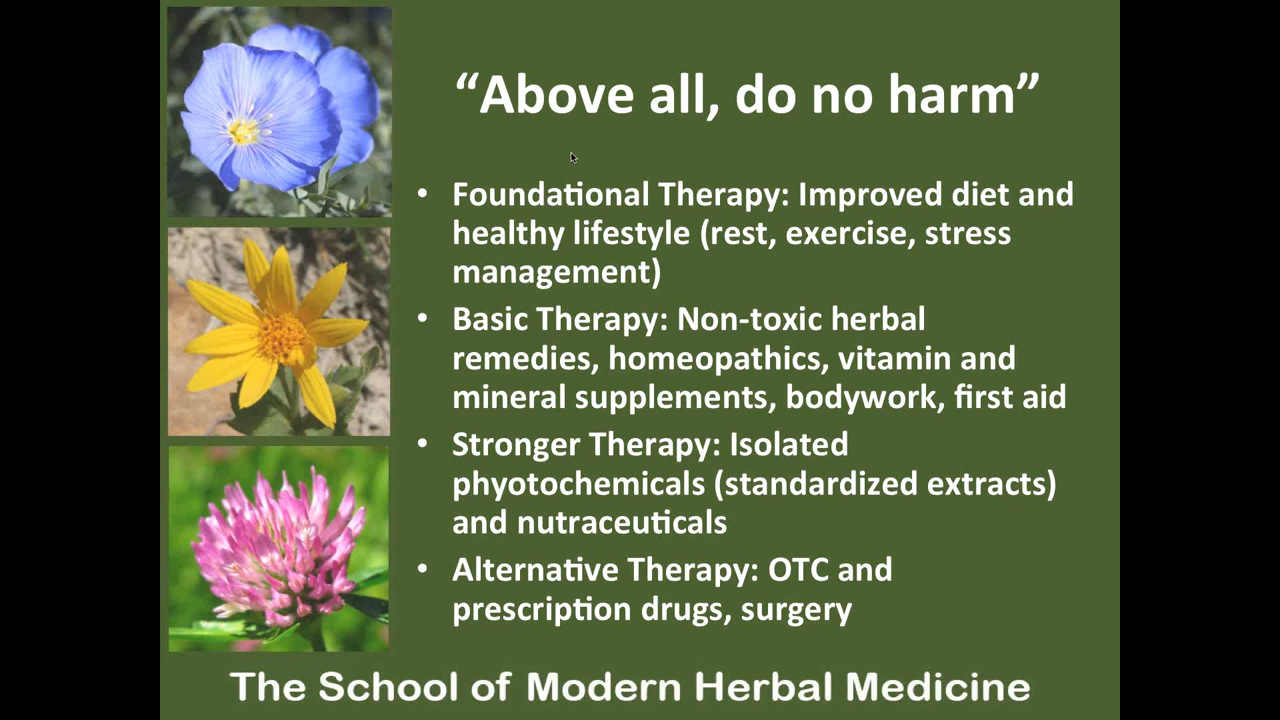 “Above all, do no harm”
• Foundational Therapy: Improved diet and
healthy lifestyle (rest, exercise, stress
management)
• Basic Therapy: Non-toxic herbal
remedies, homeopathics, vitamin and
mineral supplements, bodywork, first aid
• Stronger Therapy: Isolated
phyotochemicals (standardized extracts)
and nutraceuticals
• Alternative Therapy: OTC and
prescription drugs, surgery
The School of Modern Herbal Medicine